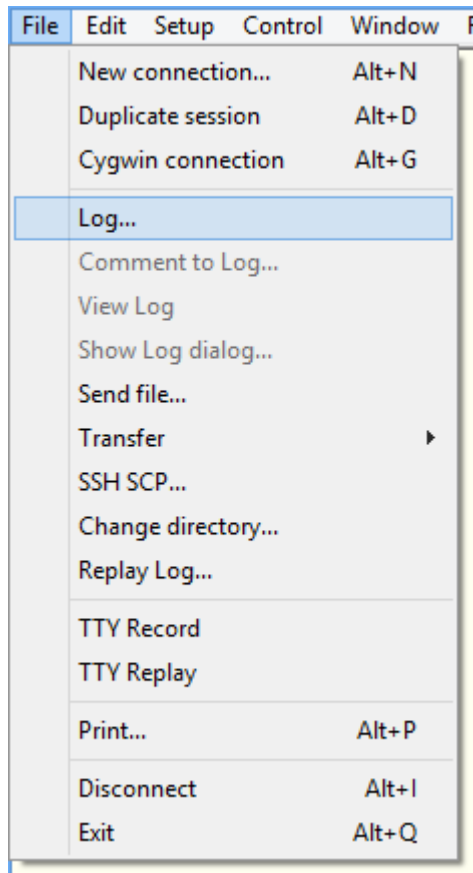 File Edit Setup Control Window
New connection... Alt+N
Duplicate session Alt+D
Cygwin connection Alt+G
Log...
Comment to Log...
View Log
Show Log dialog...
Send file...
Transfer
SSH SCP...
Change directory...
Replay Log...
TTY Record
TTY Replay
Print... Alt+P
Disconnect Alt+I
Exit Alt+Q